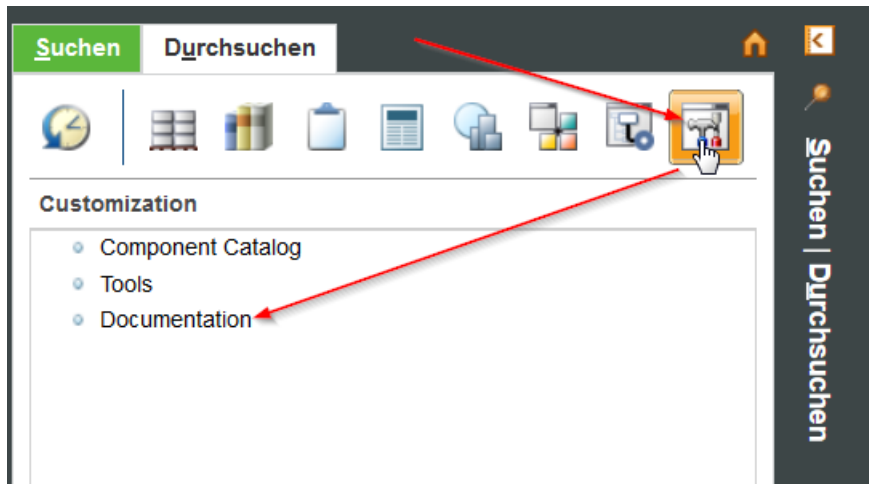 Suchen Durchsuchen
Customization
Component Catalog
Tools
Documentation
Suchen | Durchsuchen